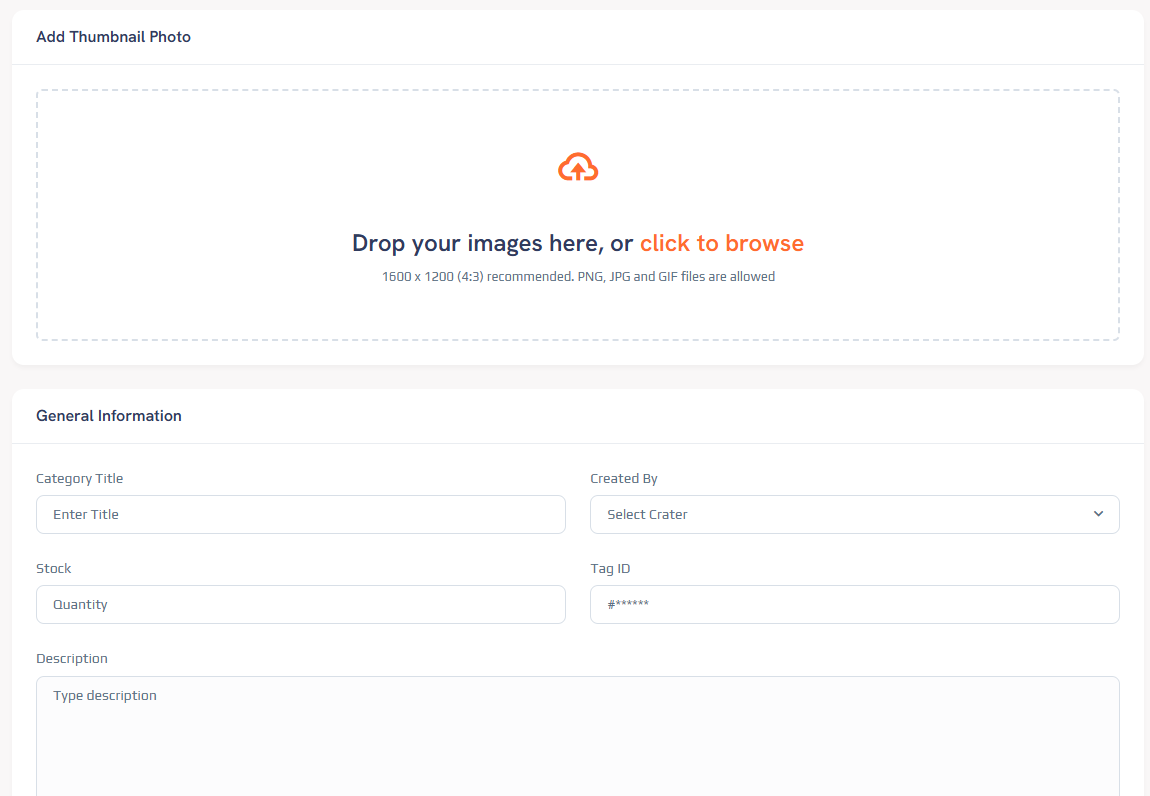 Add Thumbnail Photo
Drop your images here, or click to browse
1600 x 1200 (4:3) recommended. PNG, JPG and GIF files are allowed
General Information
Category Title
Created By
Enter Title
Select Crater
Stock
Tag ID
Quantity
#******
Description
Type description